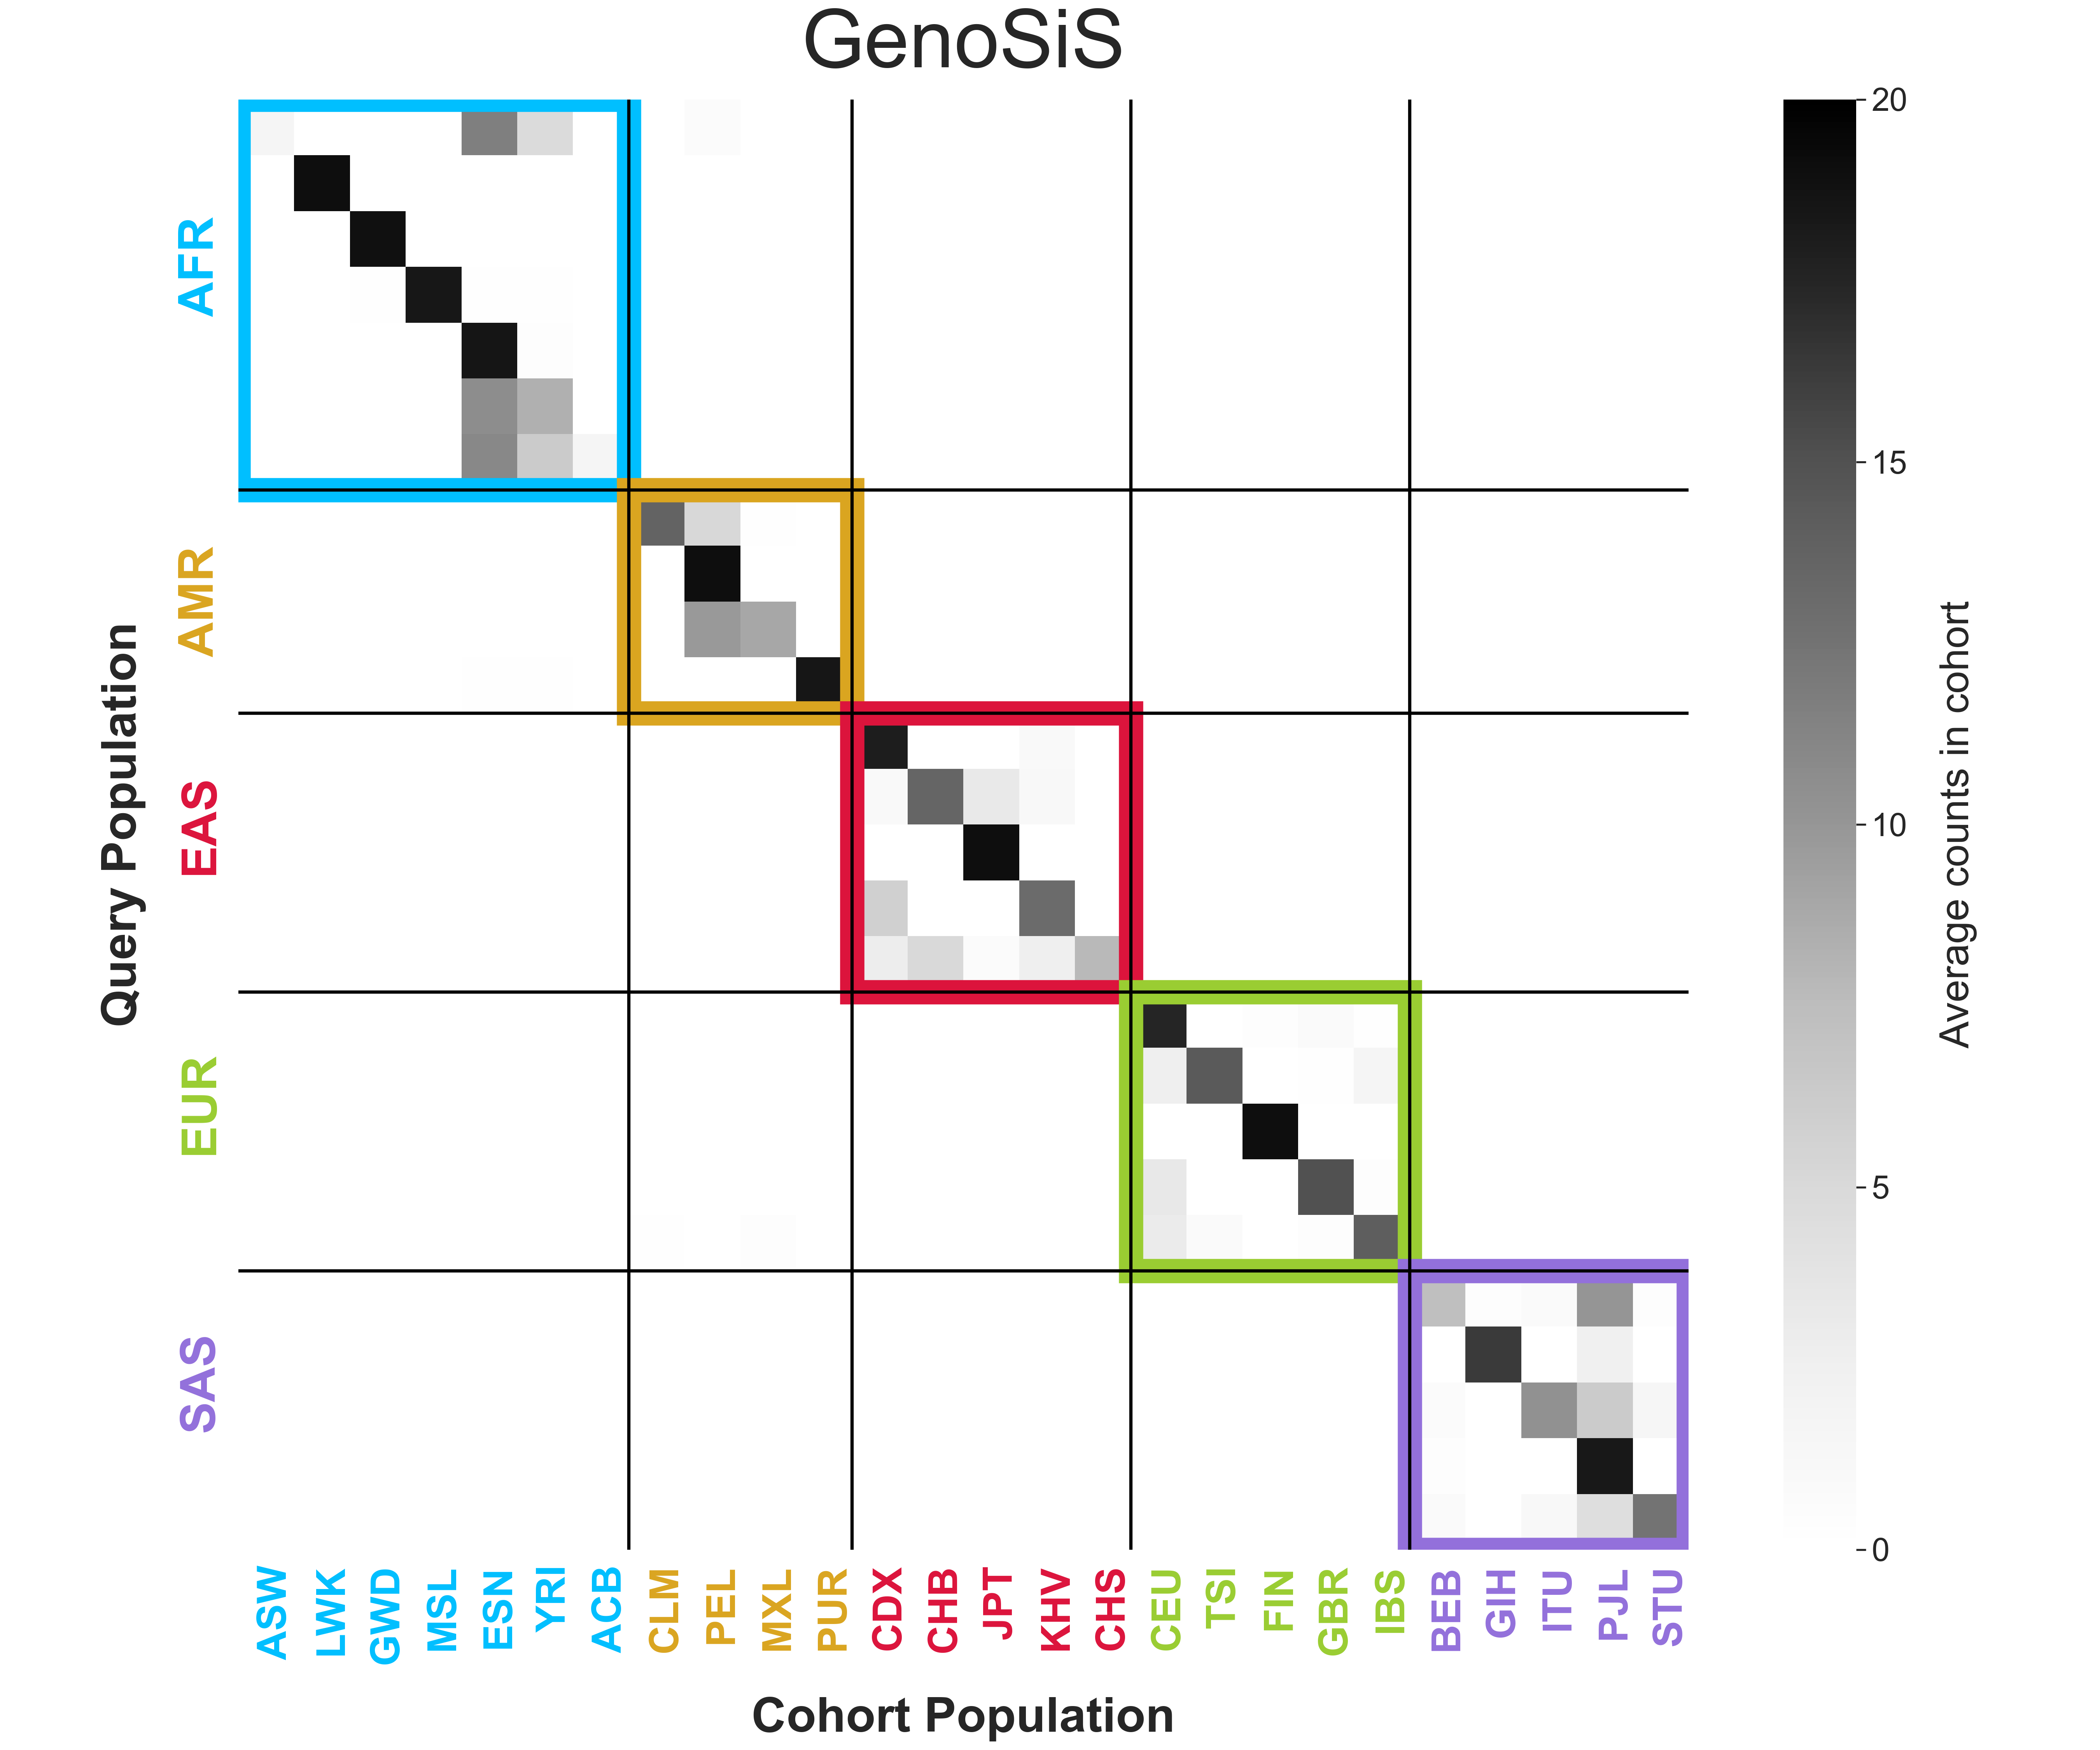 GenoSiS
Query Population
AFR
AMR
EAS
EUR
SAS
ASW
LWK
GWD
MSL
ESN
YRI
ACB
CLM
PEL
MXL
PUR
CDX
CHB
JPT
KHV
CHS
CEU
TSI
FIN
GBR
IBS
BEB
GIH
ITU
PJL
STU
Cohort Population
20
15
10
5
0
Average counts in cohort